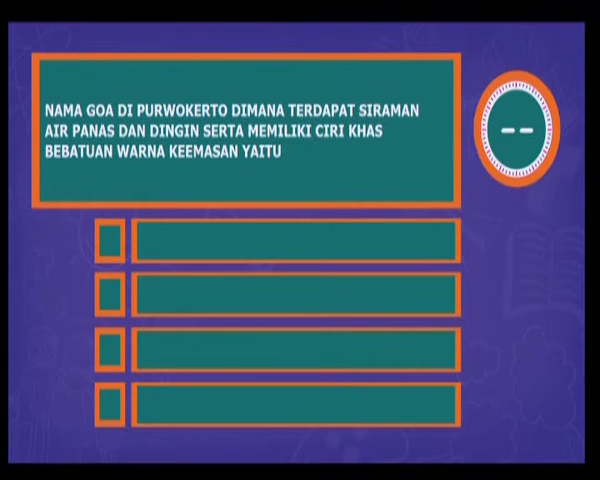 NAMA GOA DI PURWOKERTO DIMANA TERDAPAT SIRAMAN
AIR PANAS DAN DINGIN SERTA MEMILIKI CIRI KHAS
BEBATUAN WARNA KEEMASAN YAITU
--